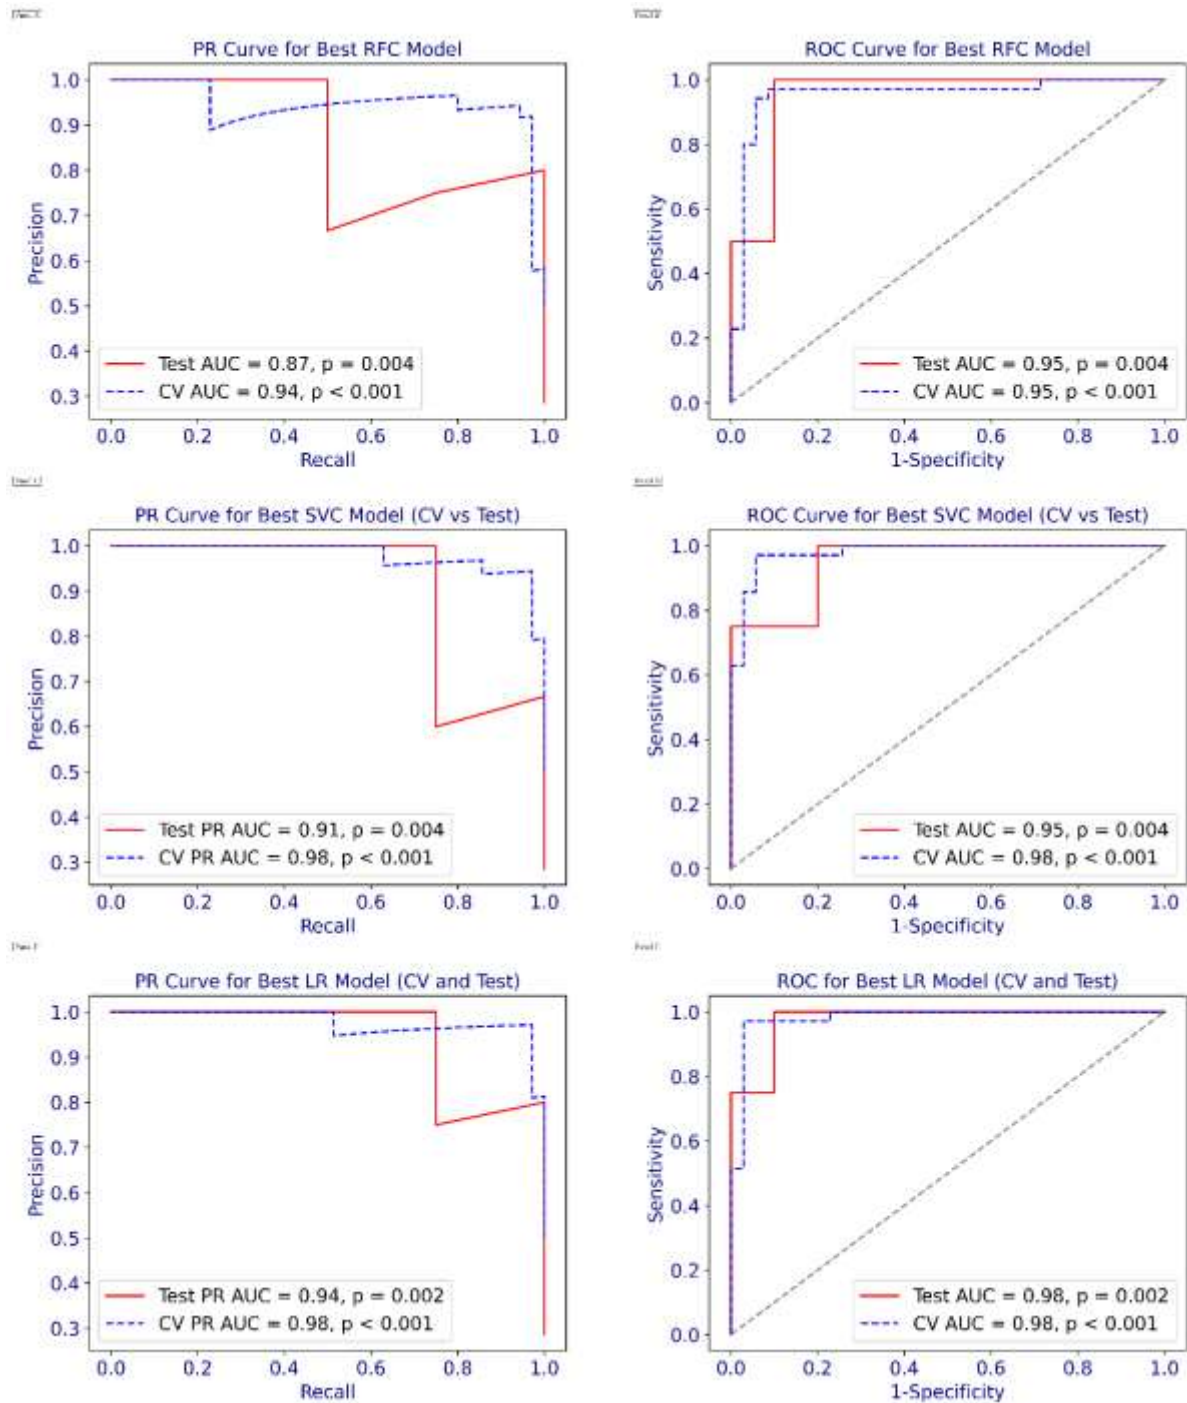 PR Curve for Best RFC Model
1.0
0.9
0.8
0.7
0.6
0.5
0.4
0.3
Precision
Test AUC = 0.87, p = 0.004
CV AUC = 0.94, p < 0.001
0.0 0.2 0.4 0.6 0.8 1.0
Recall
ROC Curve for Best RFC Model
1.0
0.8
0.6
0.4
0.2
0.0
Sensitivity
Test AUC = 0.95, p = 0.004
CV AUC = 0.95, p < 0.001
0.0 0.2 0.4 0.6 0.8 1.0
1-Specificity
PR Curve for Best SVC Model (CV vs Test)
1.0
0.9
0.8
0.7
0.6
0.5
0.4
0.3
Precision
Test PR AUC = 0.91, p = 0.004
CV PR AUC = 0.98, p < 0.001
0.0 0.2 0.4 0.6 0.8 1.0
Recall
ROC Curve for Best SVC Model (CV vs Test)
1.0
0.8
0.6
0.4
0.2
0.0
Sensitivity
Test AUC = 0.95, p = 0.004
CV AUC = 0.98, p < 0.001
0.0 0.2 0.4 0.6 0.8 1.0
1-Specificity
PR Curve for Best LR Model (CV and Test)
1.0
0.9
0.8
0.7
0.6
0.5
0.4
0.3
Precision
Test PR AUC = 0.94, p = 0.002
CV PR AUC = 0.98, p < 0.001
0.0 0.2 0.4 0.6 0.8 1.0
Recall
ROC for Best LR Model (CV and Test)
1.0
0.8
0.6
0.4
0.2
0.0
Sensitivity
Test AUC = 0.98, p = 0.002
CV AUC = 0.98, p < 0.001
0.0 0.2 0.4 0.6 0.8 1.0
1-Specificity